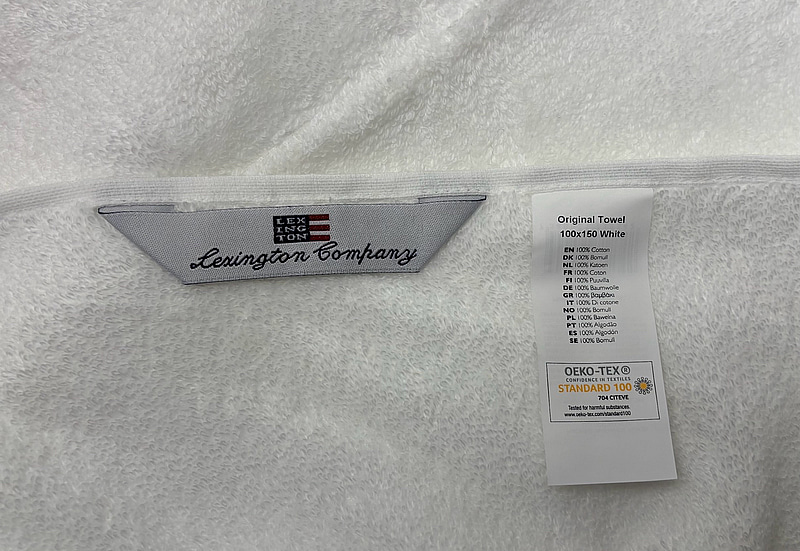 LEX
ING
TON
Lexington Company
Original Towel
100x150 White
EN 100% Cotton
DK 100% Bomuld
NL 100% Katoen
FR 100% Coton
FI 100% Puuvilla
DE 100% Baumwolle
GR 100% βαμβάκι
IT 100% Di cotone
NO 100% Bomuli
PL 100% Bawełna
PT 100% Algodão
ES 100% Algodón
SE 100% Bomull
OEKO-TEX®
CONFIDENCE IN TEXTILES
STANDARD 100
704 CITEVE
Tested for harmful substances.
www.oeko-tex.com/standard100